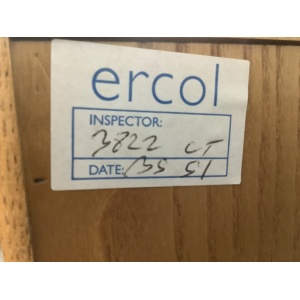 ercol
INSPECTOR:
3822 CT
DATE: